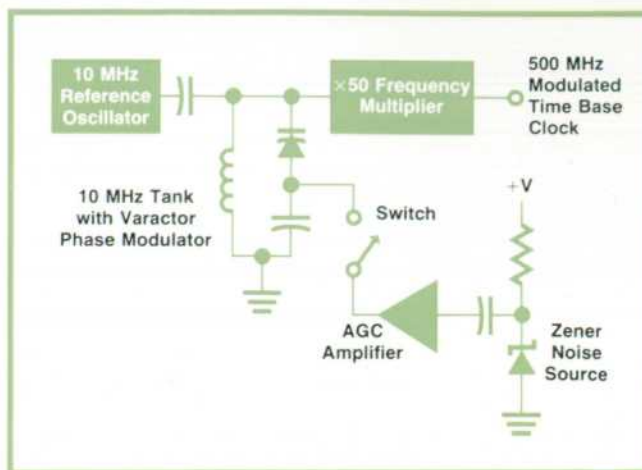 10 MHz
Reference
Oscillator
×50 Frequency
Multiplier
500 MHz
Modulated
Time Base
Clock
10 MHz Tank
with Varactor
Phase Modulator
Switch
+V
AGC
Amplifier
Zener
Noise
Source